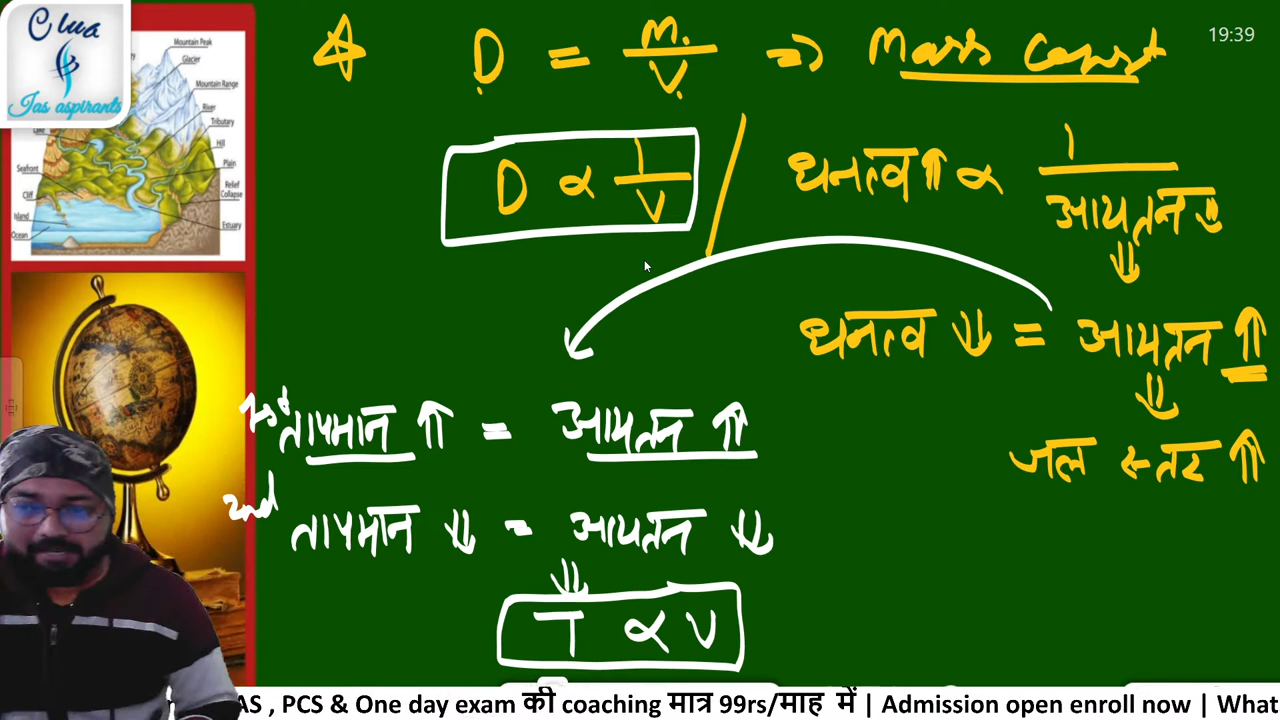 Clua
Ias aspirants
19:39
Mountain Peak
Glacier
Mountain Range
River
Tributary
Hill
Plain
Relief
Collapse
Estuary
Lake
Seafront
Cliff
Island
Ocean
D = M/V ⇒ Mass const
D ∝ 1/V / घनत्व ↑ ∝ 1/आयतन ⇓
⇓
घनत्व ⇓ = आयतन ⇑
⇓
जल स्तर ⇑
1st तापमान ⇑ = आयतन ⇑
2nd तापमान ⇓ = आयतन ⇓
⇓
T ∝ V
AS , PCS & One day exam की coaching मात्र 99rs/माह में | Admission open enroll now | What